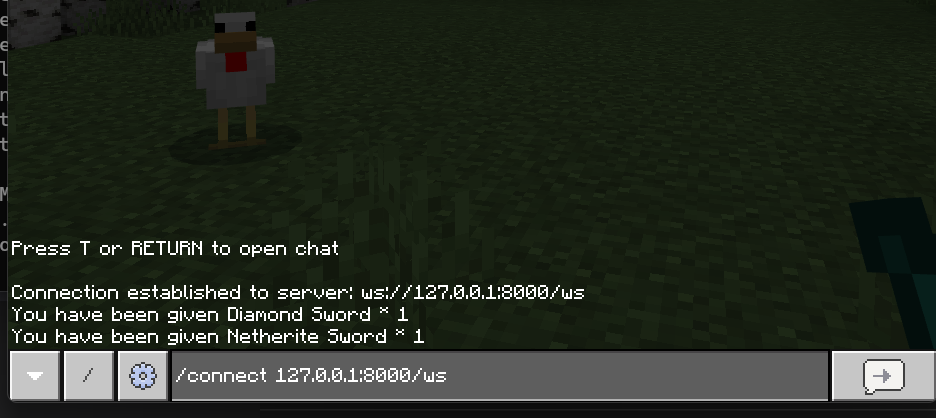 Press T or RETURN to open chat
Connection established to server: ws://127.0.0.1:8000/ws
You have been given Diamond Sword * 1
You have been given Netherite Sword * 1
/
/connect 127.0.0.1:8000/ws